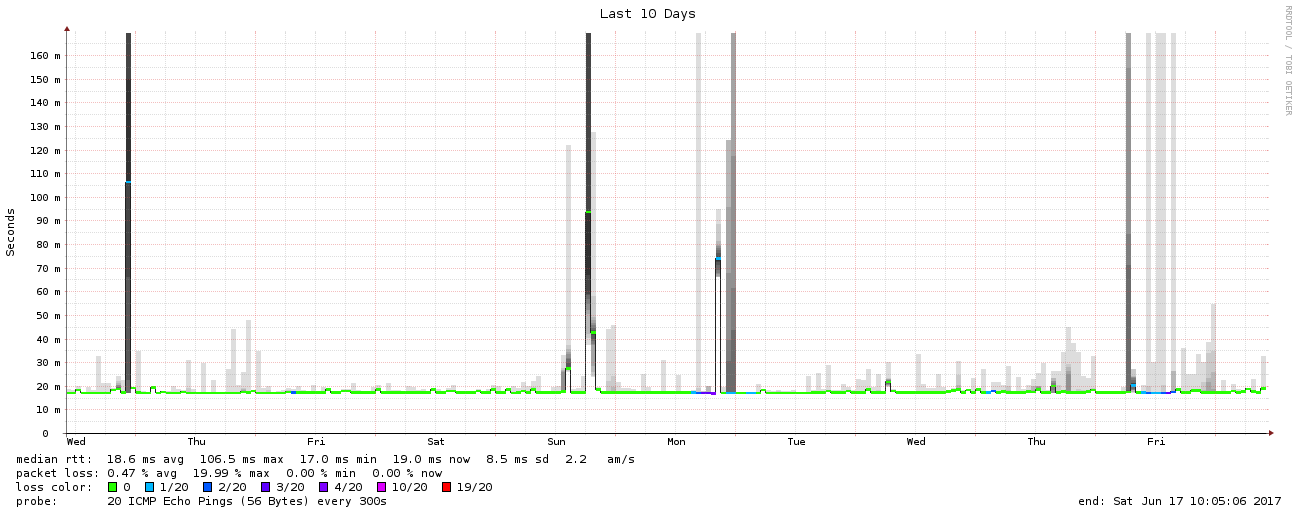 Last 10 Days
RRDTOOL / TOBI OETIKER
Seconds
160 m
150 m
140 m
130 m
120 m
110 m
100 m
90 m
80 m
70 m
60 m
50 m
40 m
30 m
20 m
10 m
0
Wed Thu Fri Sat Sun Mon Tue Wed Thu Fri
median rtt: 18.6 ms avg 106.5 ms max 17.0 ms min 19.0 ms now 8.5 ms sd 2.2 am/s
packet loss: 0.47 % avg 19.99 % max 0.00 % min 0.00 % now
loss color: 0 1/20 2/20 3/20 4/20 10/20 19/20
probe: 20 ICMP Echo Pings (56 Bytes) every 300s end: Sat Jun 17 10:05:06 2017